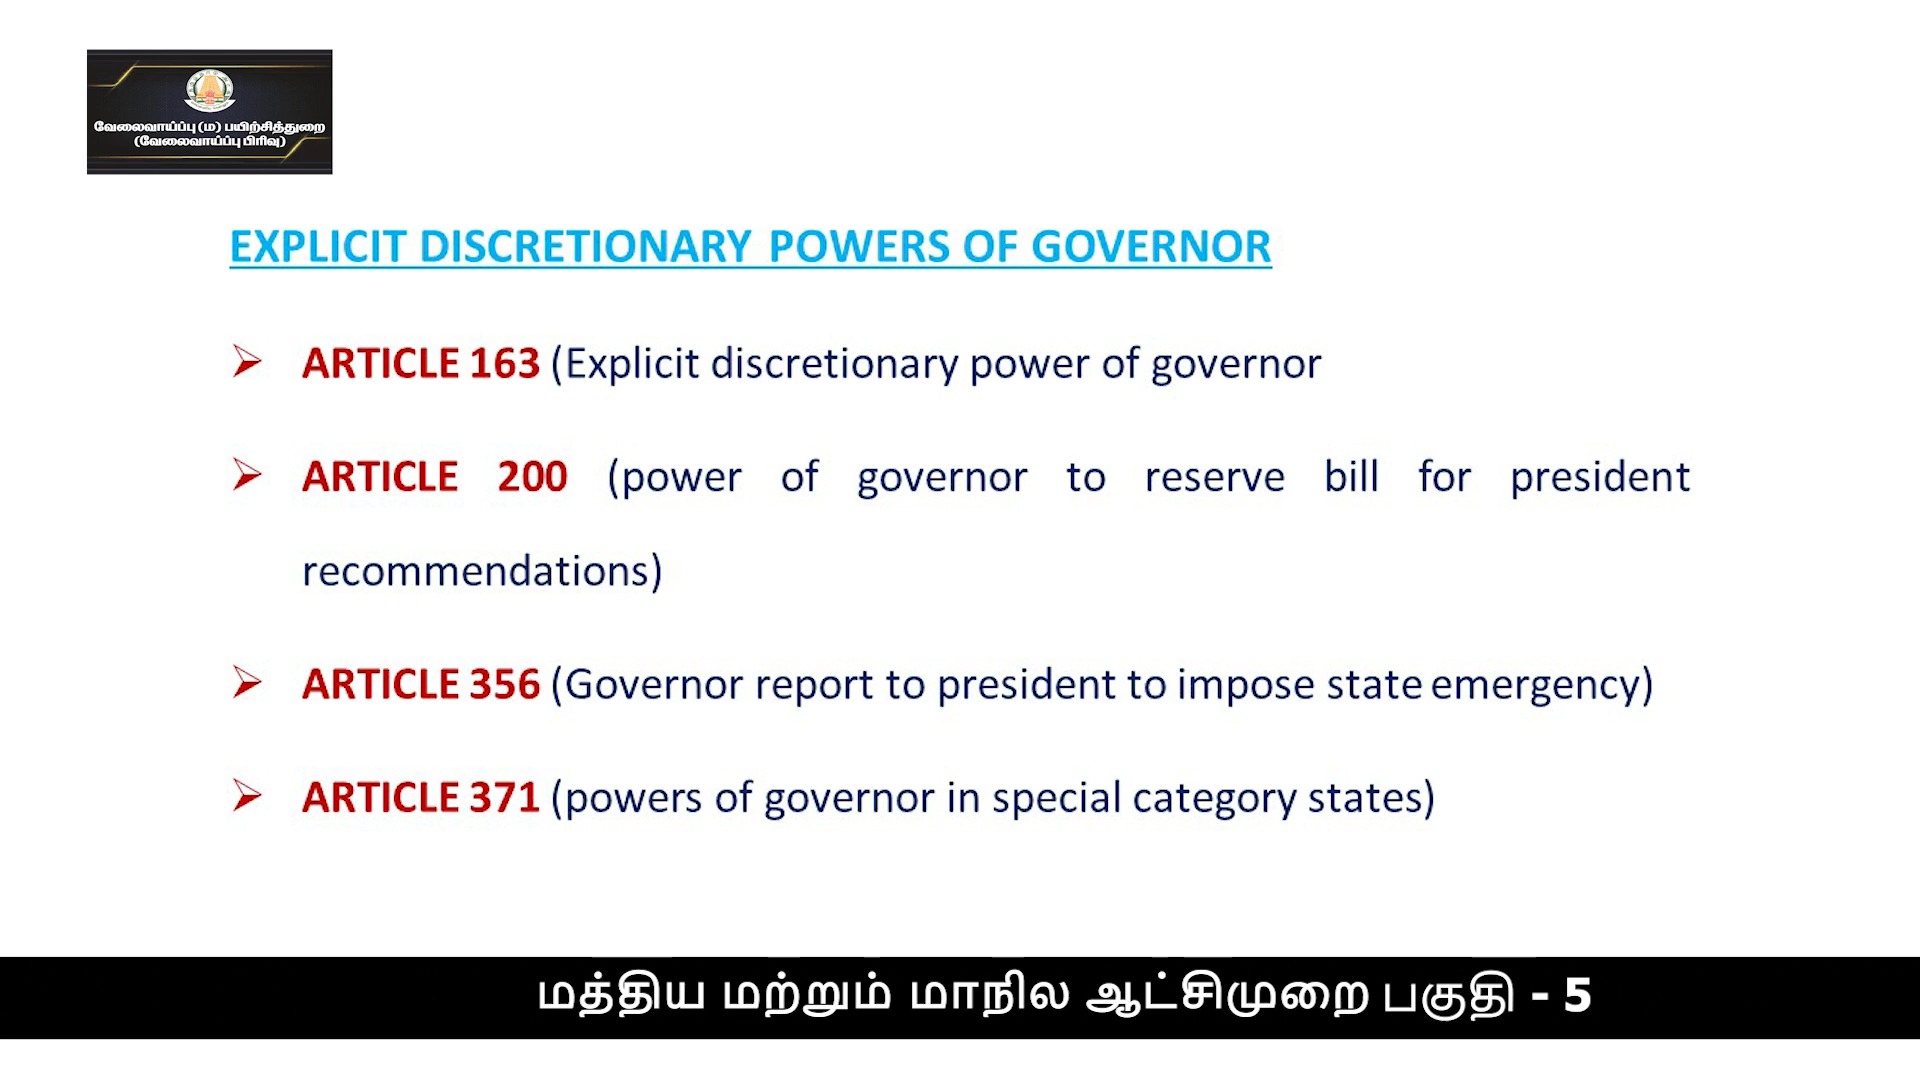 வேலைவாய்ப்பு (ம) பயிற்சித்துறை
(வேலைவாய்ப்பு பிரிவு)
EXPLICIT DISCRETIONARY POWERS OF GOVERNOR
➢ ARTICLE 163 (Explicit discretionary power of governor
➢ ARTICLE 200 (power of governor to reserve bill for president
recommendations)
➢ ARTICLE 356 (Governor report to president to impose state emergency)
➢ ARTICLE 371 (powers of governor in special category states)
மத்திய மற்றும் மாநில ஆட்சிமுறை பகுதி - 5